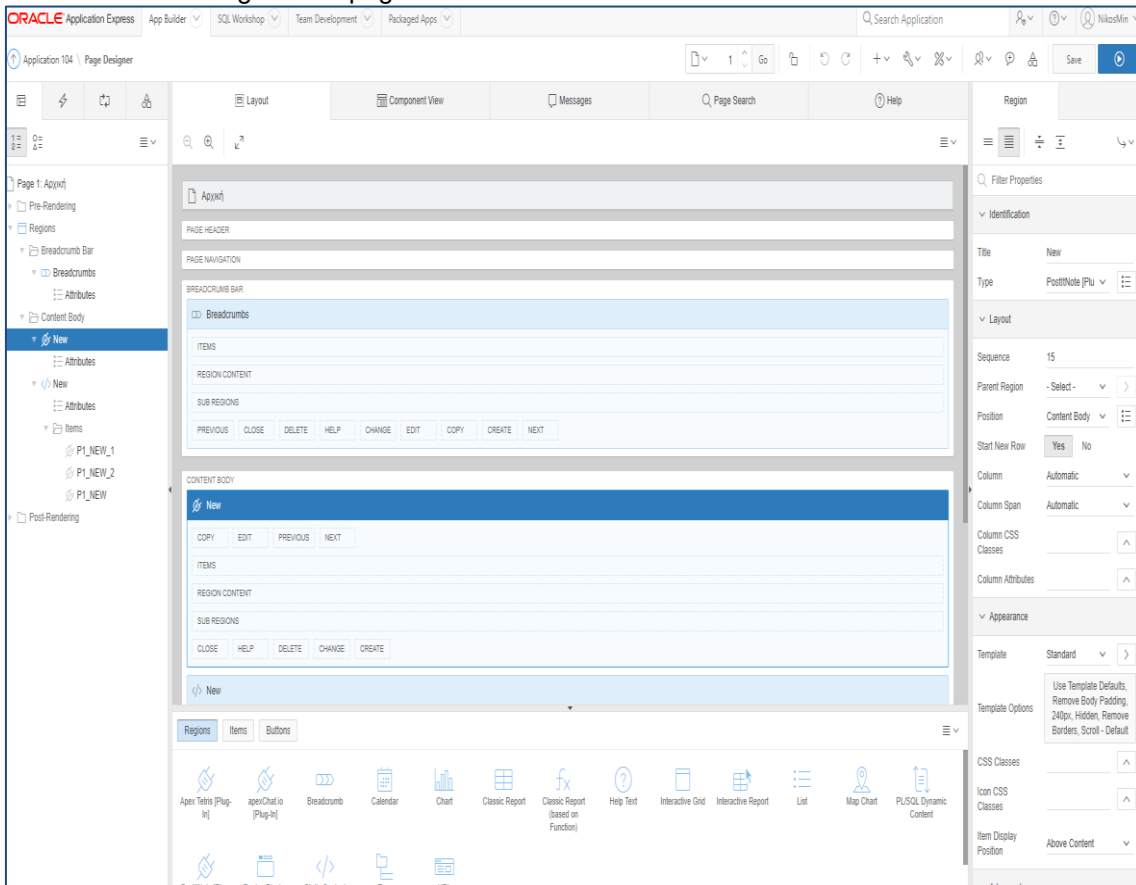 ORACLE Application Express App Builder SQL Workshop Team Development Packaged Apps Search Application NikosMin
Application 104 \ Page Designer 1 Go Save
Layout Component View Messages Page Search Help Region
Page 1: Αρχική
Pre-Rendering
Regions
Breadcrumb Bar
Breadcrumbs
Attributes
Content Body
New
Attributes
New
Attributes
Items
P1_NEW_1
P1_NEW_2
P1_NEW
Post-Rendering
Αρχική
PAGE HEADER
PAGE NAVIGATION
BREADCRUMB BAR
Breadcrumbs
ITEMS
REGION CONTENT
SUB REGIONS
PREVIOUS CLOSE DELETE HELP CHANGE EDIT COPY CREATE NEXT
CONTENT BODY
New
COPY EDIT PREVIOUS NEXT
ITEMS
REGION CONTENT
SUB REGIONS
CLOSE HELP DELETE CHANGE CREATE
New
Regions Items Buttons
Apex Tetris [Plug-
In]
apexChat.io
[Plug-In]
Breadcrumb
Calendar
Chart
Classic Report
Classic Report
(based on
Function)
Help Text
Interactive Grid
Interactive Report
List
Map Chart
PL/SQL Dynamic
Content
Filter Properties
Identification
Title New
Type PostItNote [Plu
Layout
Sequence 15
Parent Region - Select -
Position Content Body
Start New Row Yes No
Column Automatic
Column Span Automatic
Column CSS
Classes
Column Attributes
Appearance
Template Standard
Template Options
Use Template Defaults,
Remove Body Padding,
240px, Hidden, Remove
Borders, Scroll - Default
CSS Classes
Icon CSS
Classes
Item Display
Position
Above Content